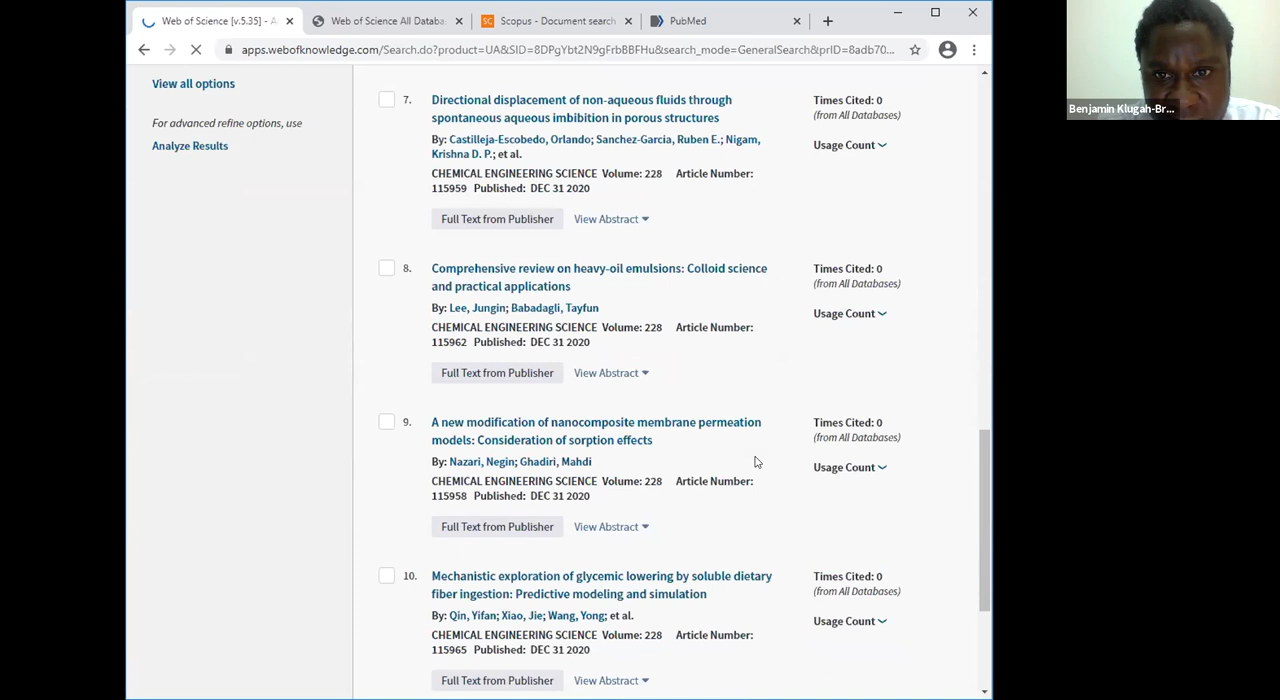 Web of Science [v.5.35] - A
Web of Science All Databa
Scopus - Document search
PubMed
apps.webofknowledge.com/Search.do?product=UA&SID=8DPgYbt2N9gFrbBBFHu&search_mode=GeneralSearch&prID=8adb70...
Benjamin Klugah-Br...
View all options
For advanced refine options, use
Analyze Results
7. Directional displacement of non-aqueous fluids through
spontaneous aqueous imbibition in porous structures
By: Castilleja-Escobedo, Orlando; Sanchez-Garcia, Ruben E.; Nigam,
Krishna D. P.; et al.
CHEMICAL ENGINEERING SCIENCE Volume: 228 Article Number:
115959 Published: DEC 31 2020
Times Cited: 0
(from All Databases)
Usage Count
Full Text from Publisher View Abstract
8. Comprehensive review on heavy-oil emulsions: Colloid science
and practical applications
By: Lee, Jungin; Babadagli, Tayfun
CHEMICAL ENGINEERING SCIENCE Volume: 228 Article Number:
115962 Published: DEC 31 2020
Times Cited: 0
(from All Databases)
Usage Count
Full Text from Publisher View Abstract
9. A new modification of nanocomposite membrane permeation
models: Consideration of sorption effects
By: Nazari, Negin; Ghadiri, Mahdi
CHEMICAL ENGINEERING SCIENCE Volume: 228 Article Number:
115958 Published: DEC 31 2020
Times Cited: 0
(from All Databases)
Usage Count
Full Text from Publisher View Abstract
10. Mechanistic exploration of glycemic lowering by soluble dietary
fiber ingestion: Predictive modeling and simulation
By: Qin, Yifan; Xiao, Jie; Wang, Yong; et al.
CHEMICAL ENGINEERING SCIENCE Volume: 228 Article Number:
115965 Published: DEC 31 2020
Times Cited: 0
(from All Databases)
Usage Count
Full Text from Publisher View Abstract